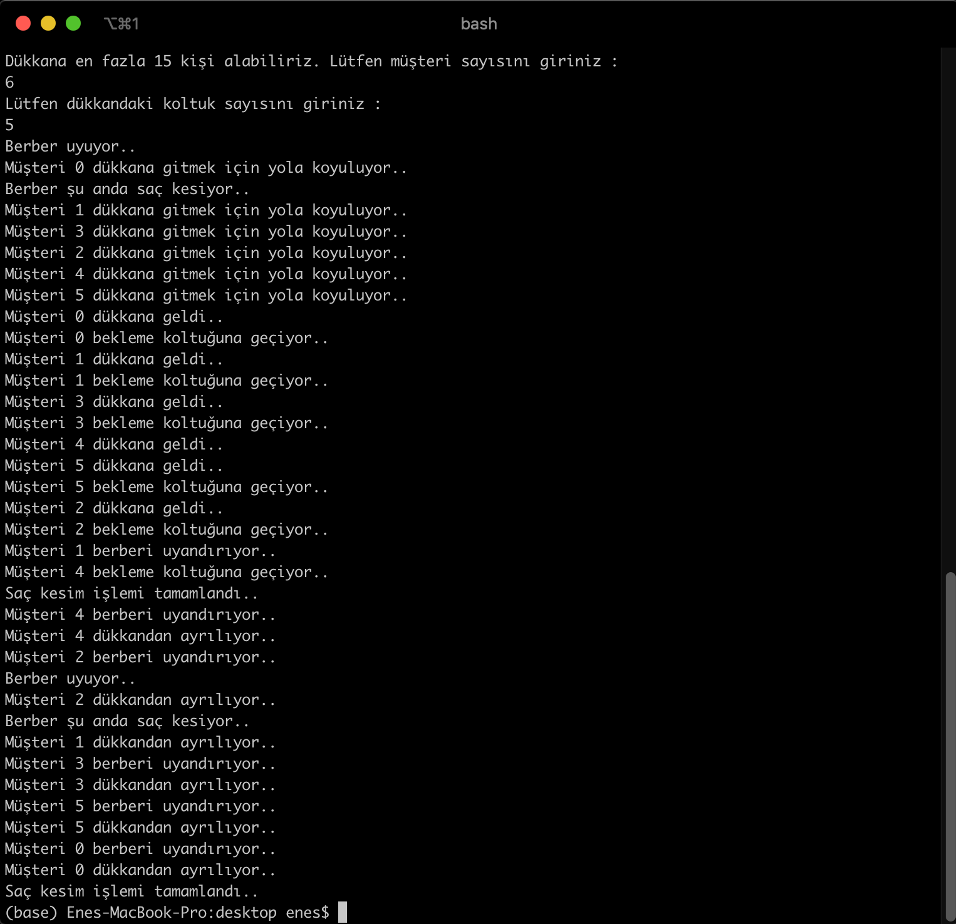 ⌥⌘1
bash
Dükkana en fazla 15 kişi alabiliriz. Lütfen müşteri sayısını giriniz :
6
Lütfen dükkandaki koltuk sayısını giriniz :
5
Berber uyuyor..
Müşteri 0 dükkana gitmek için yola koyuluyor..
Berber şu anda saç kesiyor..
Müşteri 1 dükkana gitmek için yola koyuluyor..
Müşteri 3 dükkana gitmek için yola koyuluyor..
Müşteri 2 dükkana gitmek için yola koyuluyor..
Müşteri 4 dükkana gitmek için yola koyuluyor..
Müşteri 5 dükkana gitmek için yola koyuluyor..
Müşteri 0 dükkana geldi..
Müşteri 0 bekleme koltuğuna geçiyor..
Müşteri 1 dükkana geldi..
Müşteri 1 bekleme koltuğuna geçiyor..
Müşteri 3 dükkana geldi..
Müşteri 3 bekleme koltuğuna geçiyor..
Müşteri 4 dükkana geldi..
Müşteri 5 dükkana geldi..
Müşteri 5 bekleme koltuğuna geçiyor..
Müşteri 2 dükkana geldi..
Müşteri 2 bekleme koltuğuna geçiyor..
Müşteri 1 berberi uyandırıyor..
Müşteri 4 bekleme koltuğuna geçiyor..
Saç kesim işlemi tamamlandı..
Müşteri 4 berberi uyandırıyor..
Müşteri 4 dükkandan ayrılıyor..
Müşteri 2 berberi uyandırıyor..
Berber uyuyor..
Müşteri 2 dükkandan ayrılıyor..
Berber şu anda saç kesiyor..
Müşteri 1 dükkandan ayrılıyor..
Müşteri 3 berberi uyandırıyor..
Müşteri 3 dükkandan ayrılıyor..
Müşteri 5 berberi uyandırıyor..
Müşteri 5 dükkandan ayrılıyor..
Müşteri 0 berberi uyandırıyor..
Müşteri 0 dükkandan ayrılıyor..
Saç kesim işlemi tamamlandı..
(base) Enes-MacBook-Pro:desktop enes$